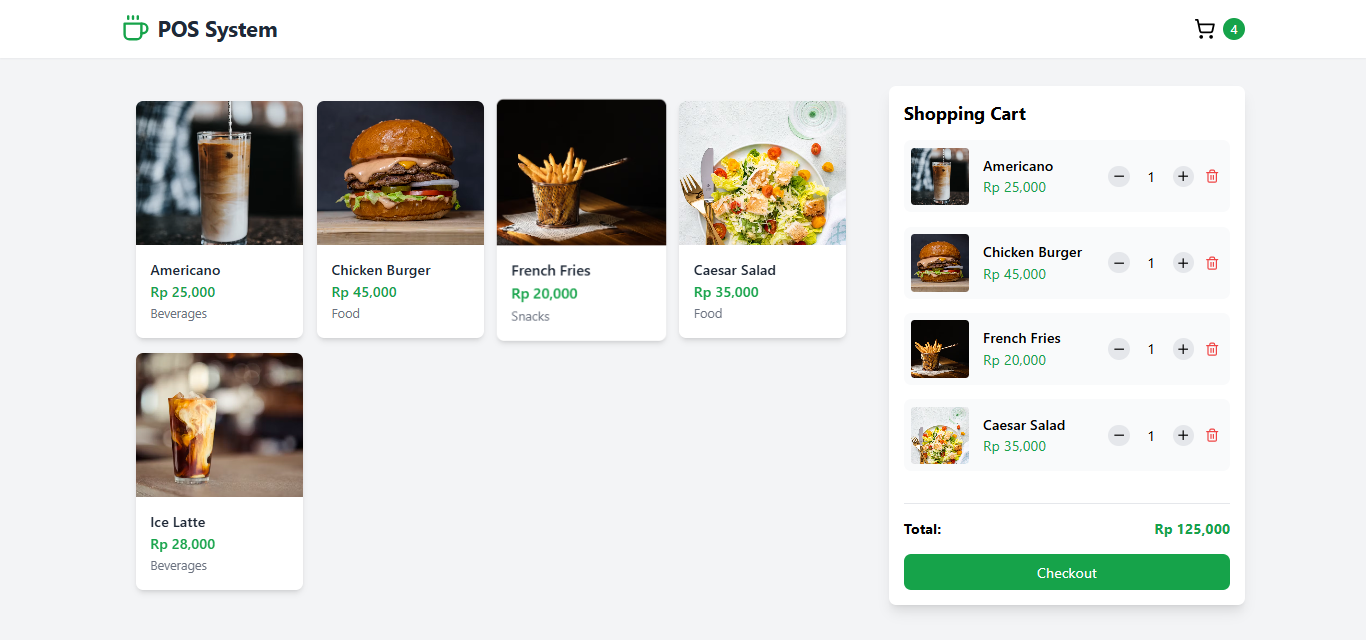 POS System
4
Americano
Rp 25,000
Beverages
Chicken Burger
Rp 45,000
Food
French Fries
Rp 20,000
Snacks
Caesar Salad
Rp 35,000
Food
Ice Latte
Rp 28,000
Beverages
Shopping Cart
Americano
Rp 25,000
1
Chicken Burger
Rp 45,000
1
French Fries
Rp 20,000
1
Caesar Salad
Rp 35,000
1
Total: Rp 125,000
Checkout